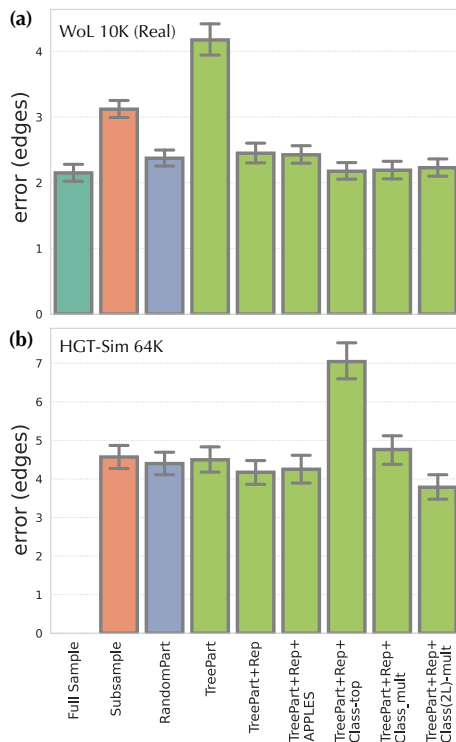 (a)
WoL 10K (Real)
error (edges)
4
3
2
1
0
(b)
HGT-Sim 64K
error (edges)
7
6
5
4
3
2
1
0
Full Sample
Subsample
RandomPart
TreePart
TreePart+Rep
TreePart+Rep+
APPLES
TreePart+Rep+
Class-top
TreePart+Rep+
Class_mult
TreePart+Rep+
Class(2L)-mult